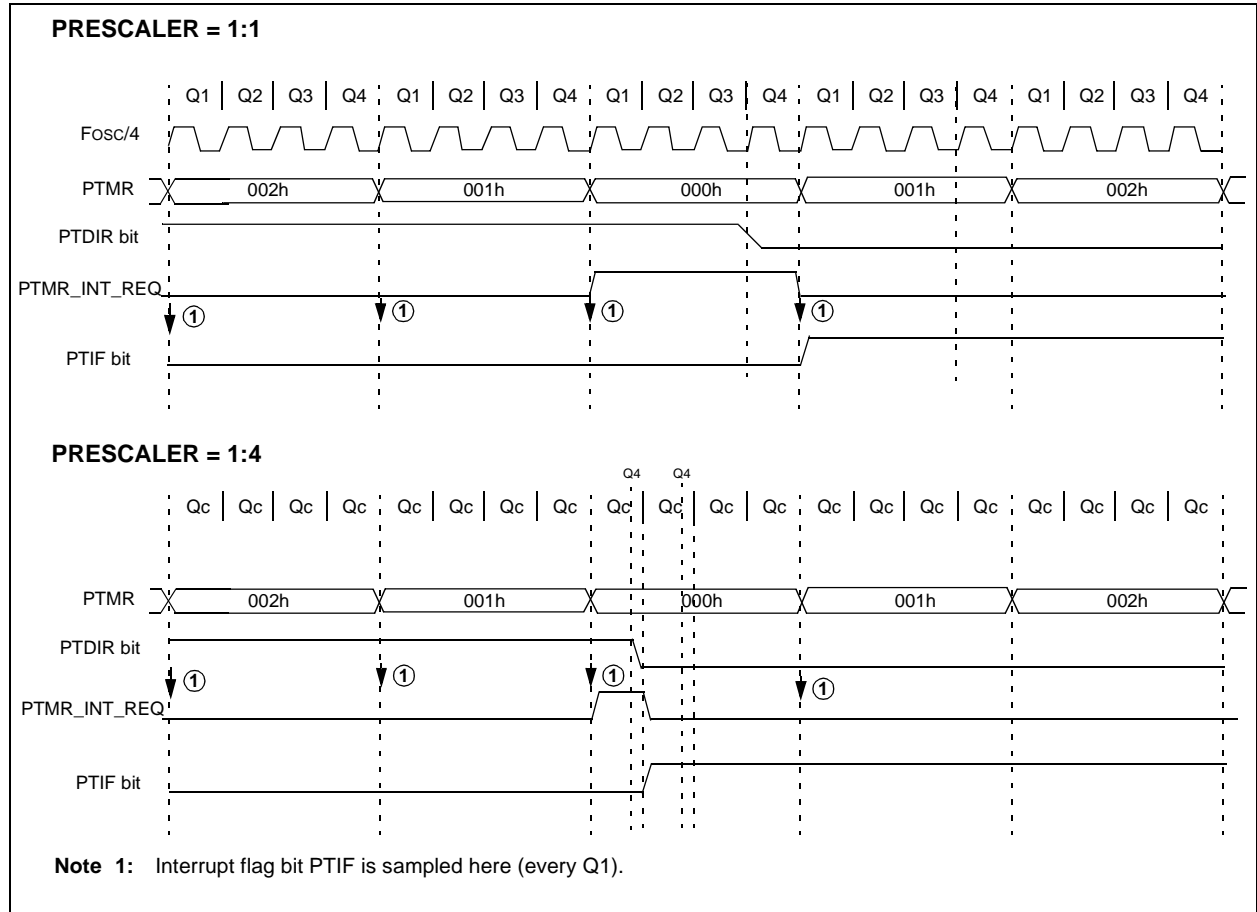 PRESCALER = 1:1
Q1 Q2 Q3 Q4 Q1 Q2 Q3 Q4 Q1 Q2 Q3 Q4 Q1 Q2 Q3 Q4 Q1 Q2 Q3 Q4
FOSC/4
PTMR 002h 001h 000h 001h 002h
PTDIR bit
PTMR_INT_REQ
1 1 1 1
PTIF bit
PRESCALER = 1:4
Q4 Q4
Qc Qc Qc Qc Qc Qc Qc Qc Qc Qc Qc Qc Qc Qc Qc Qc Qc Qc Qc Qc
PTMR 002h 001h 000h 001h 002h
PTDIR bit
1 1 1 1
PTMR_INT_REQ
PTIF bit
Note 1: Interrupt flag bit PTIF is sampled here (every Q1).